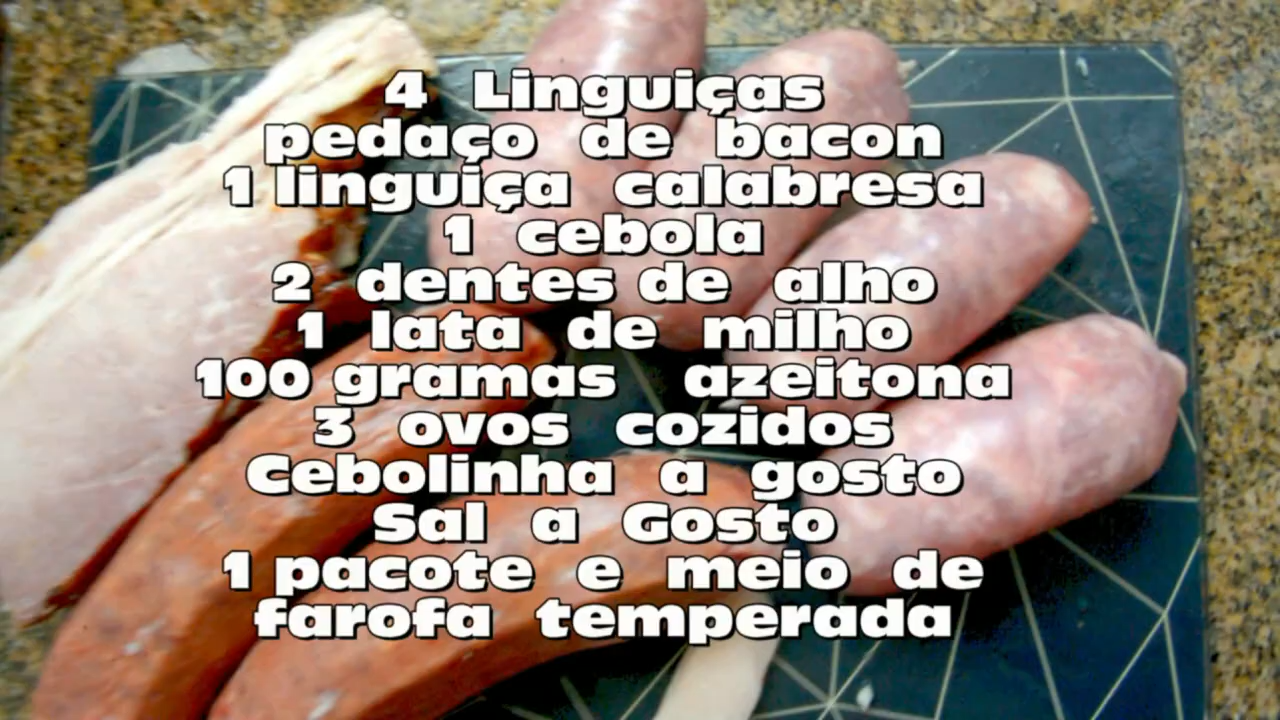 4 Linguiças
pedaço de bacon
1 linguiça calabresa
1 cebola
2 dentes de alho
1 lata de milho
100 gramas azeitona
3 ovos cozidos
Cebolinha a gosto
Sal a Gosto
1 pacote e meio de
farofa temperada